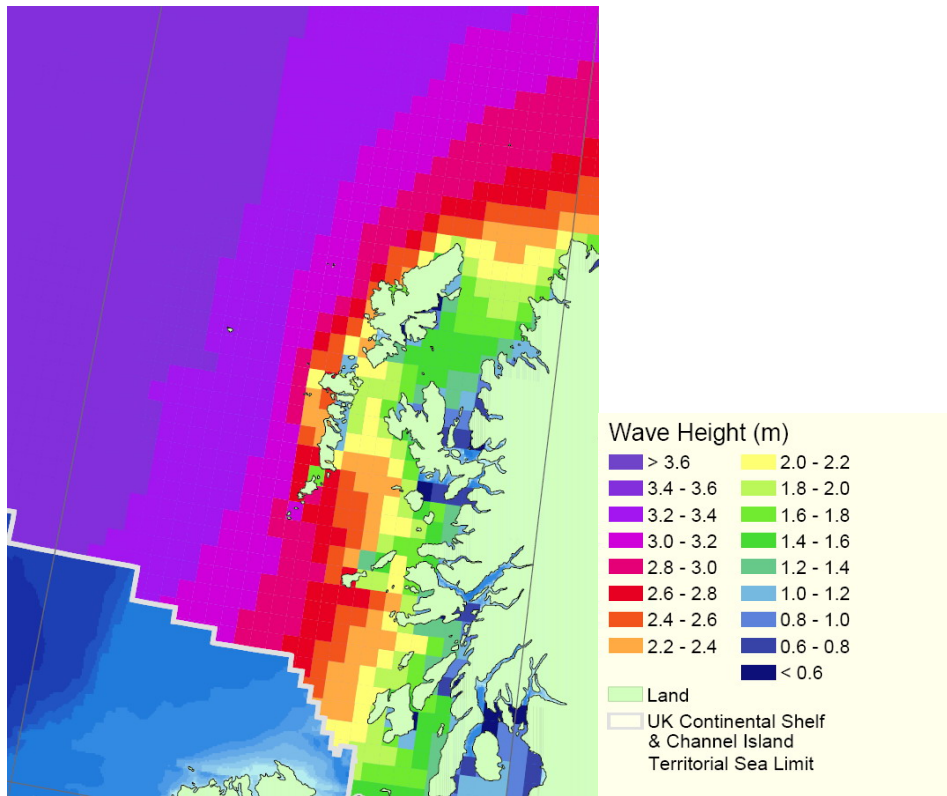 Wave Height (m)
> 3.6
3.4 - 3.6
3.2 - 3.4
3.0 - 3.2
2.8 - 3.0
2.6 - 2.8
2.4 - 2.6
2.2 - 2.4
2.0 - 2.2
1.8 - 2.0
1.6 - 1.8
1.4 - 1.6
1.2 - 1.4
1.0 - 1.2
0.8 - 1.0
0.6 - 0.8
< 0.6
Land
UK Continental Shelf
& Channel Island
Territorial Sea Limit